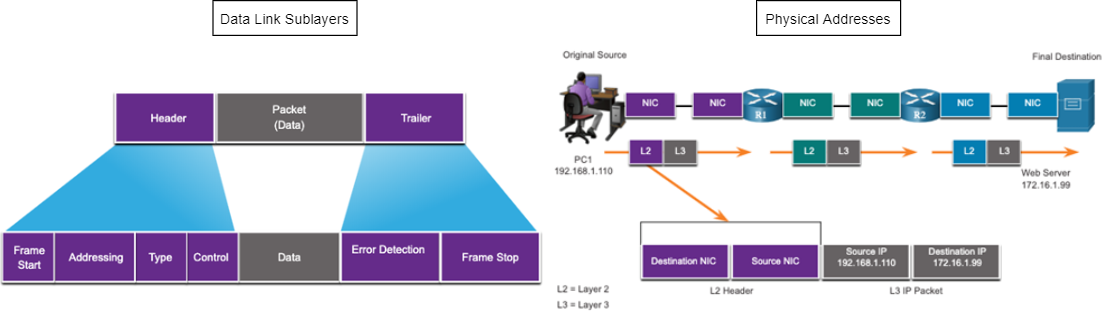 Data Link Sublayers
Header
Packet
(Data)
Trailer
Frame
Start
Addressing
Type
Control
Data
Error Detection
Frame Stop
Physical Addresses
Original Source
Final Destination
NIC
NIC
R1
NIC
NIC
R2
NIC
NIC
PC1
192.168.1.110
L2
L3
L2
L3
L2
L3
Web Server
172.16.1.99
Destination NIC
Source NIC
Source IP
192.168.1.110
Destination IP
172.16.1.99
L2 = Layer 2
L3 = Layer 3
L2 Header
L3 IP Packet